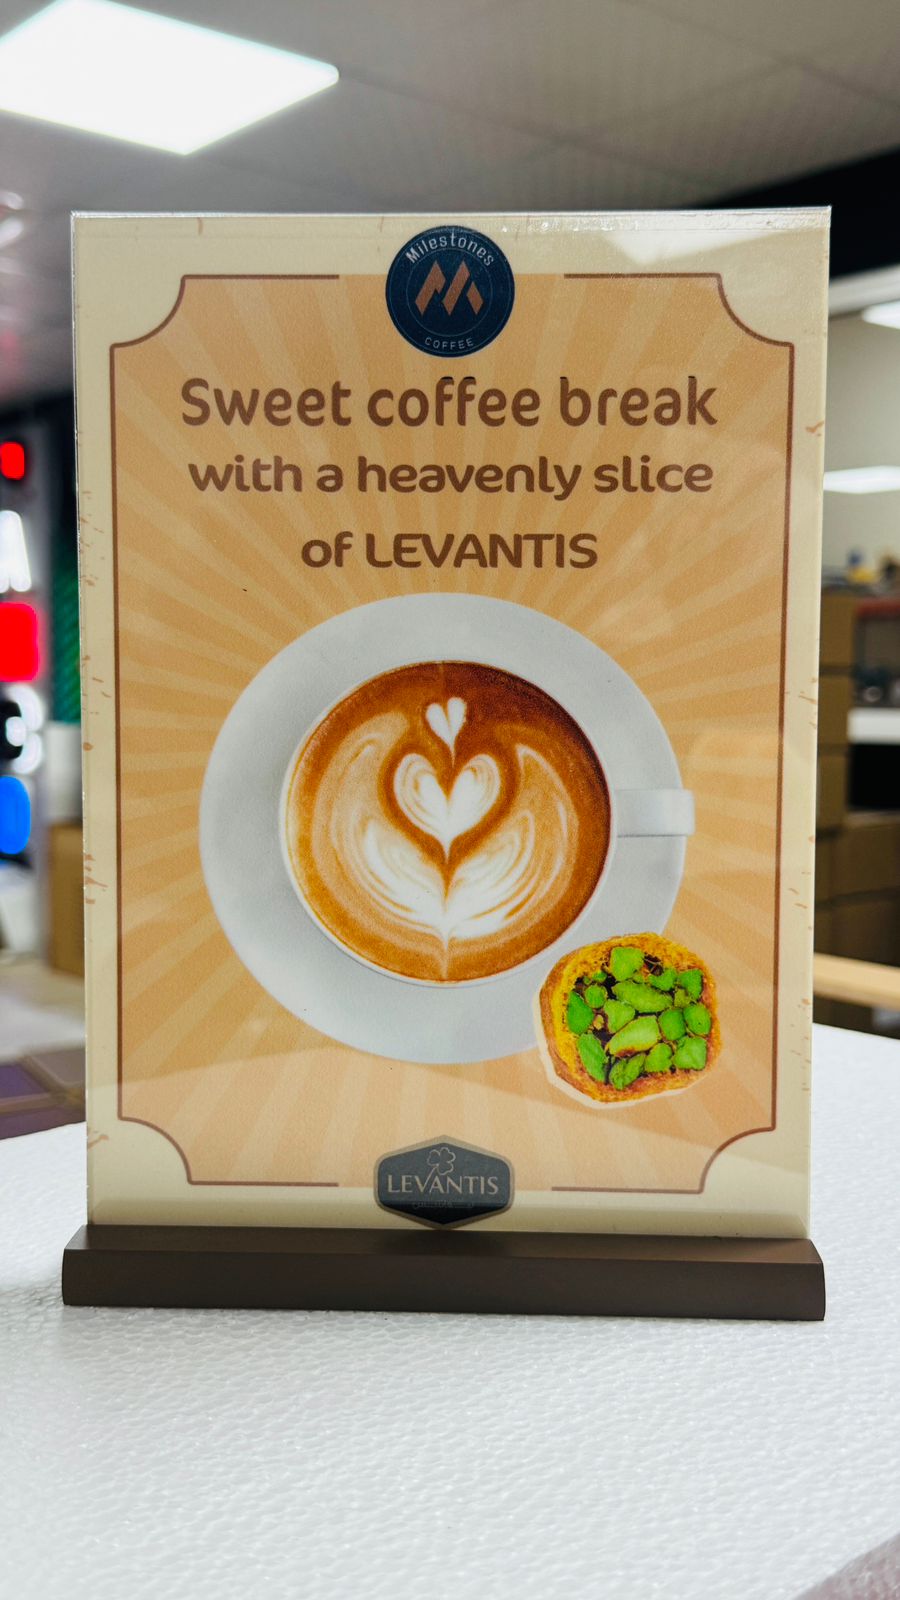 Milestones
COFFEE
Sweet coffee break
with a heavenly slice
of LEVANTIS
LEVANTIS